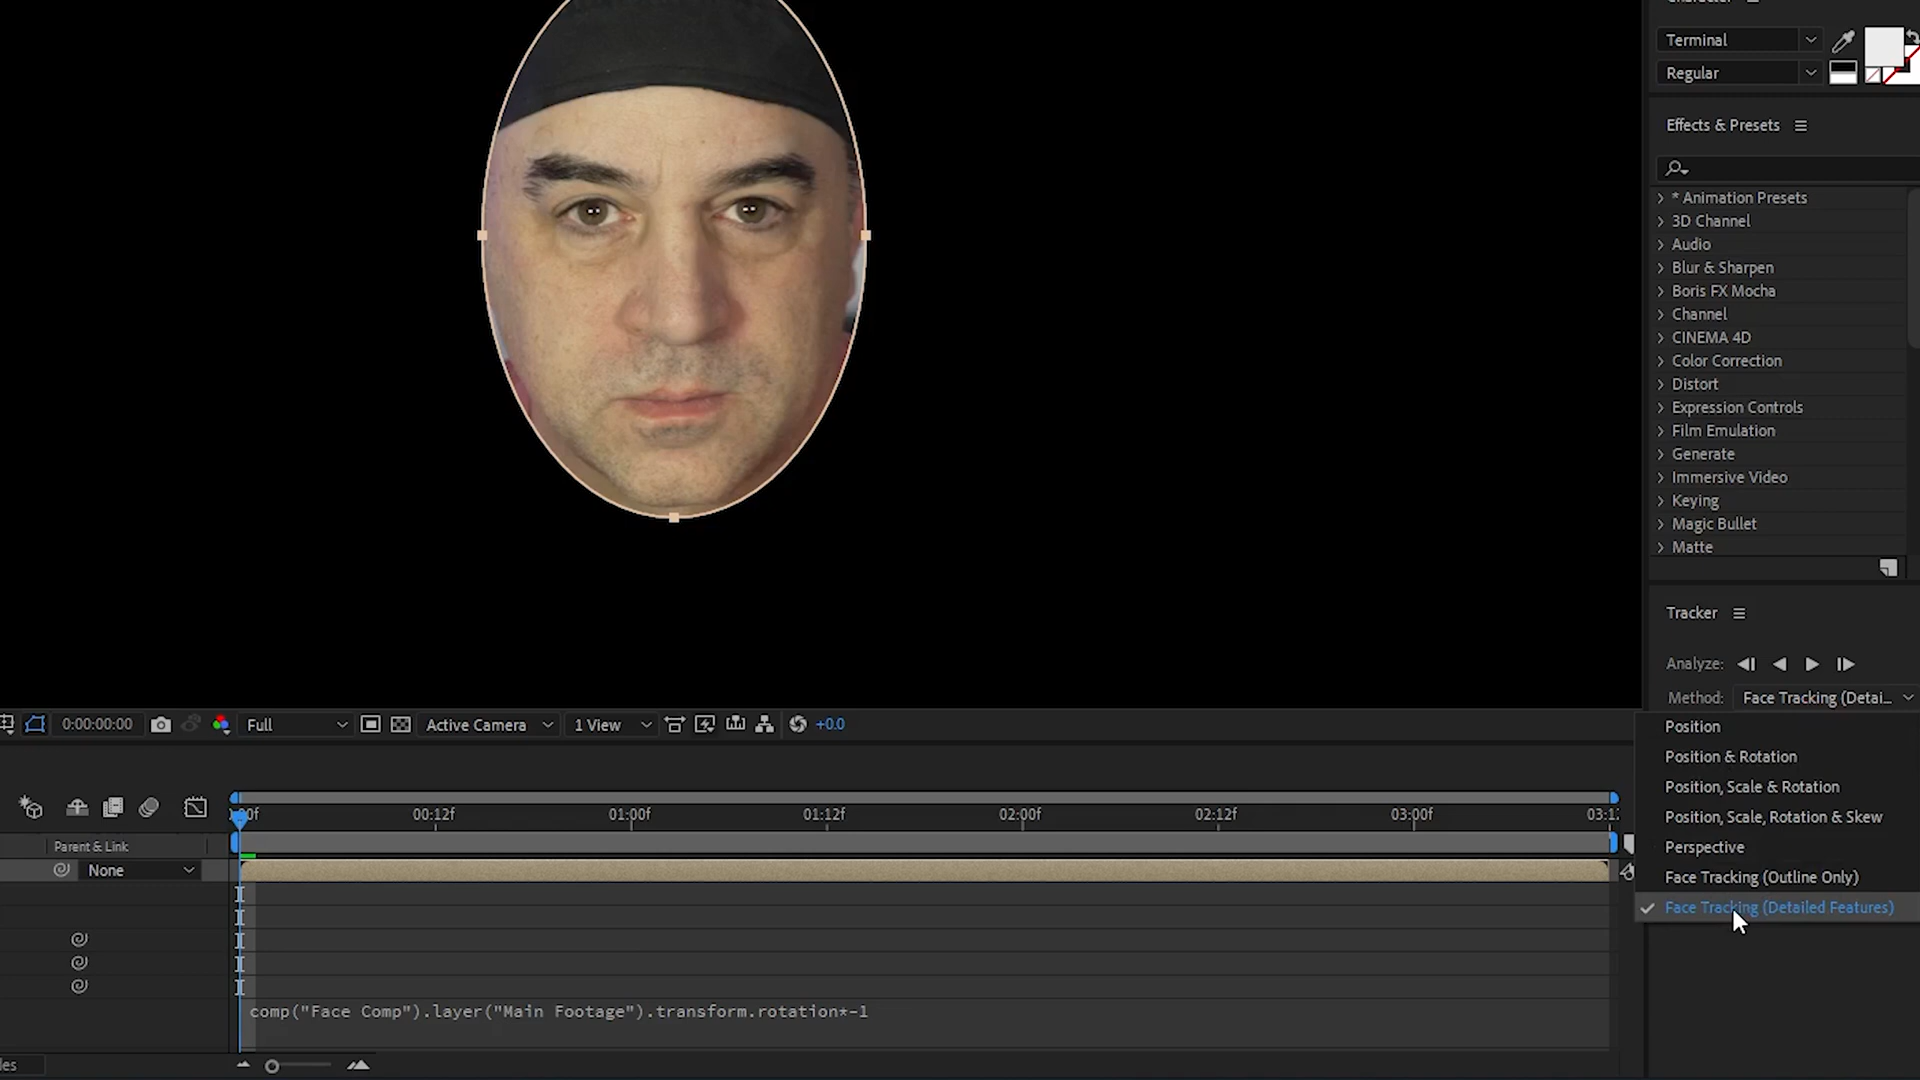 Character
Terminal
Regular
Effects & Presets
* Animation Presets
3D Channel
Audio
Blur & Sharpen
Boris FX Mocha
Channel
CINEMA 4D
Color Correction
Distort
Expression Controls
Film Emulation
Generate
Immersive Video
Keying
Magic Bullet
Matte
Tracker
Analyze:
Method: Face Tracking (Detai...
Position
Position & Rotation
Position, Scale & Rotation
Position, Scale, Rotation & Skew
Perspective
Face Tracking (Outline Only)
Face Tracking (Detailed Features)
0:00:00:00 Full Active Camera 1 View +0.0
00f 00:12f 01:00f 01:12f 02:00f 02:12f 03:00f 03:1
Parent & Link
None
comp("Face Comp").layer("Main Footage").transform.rotation*-1